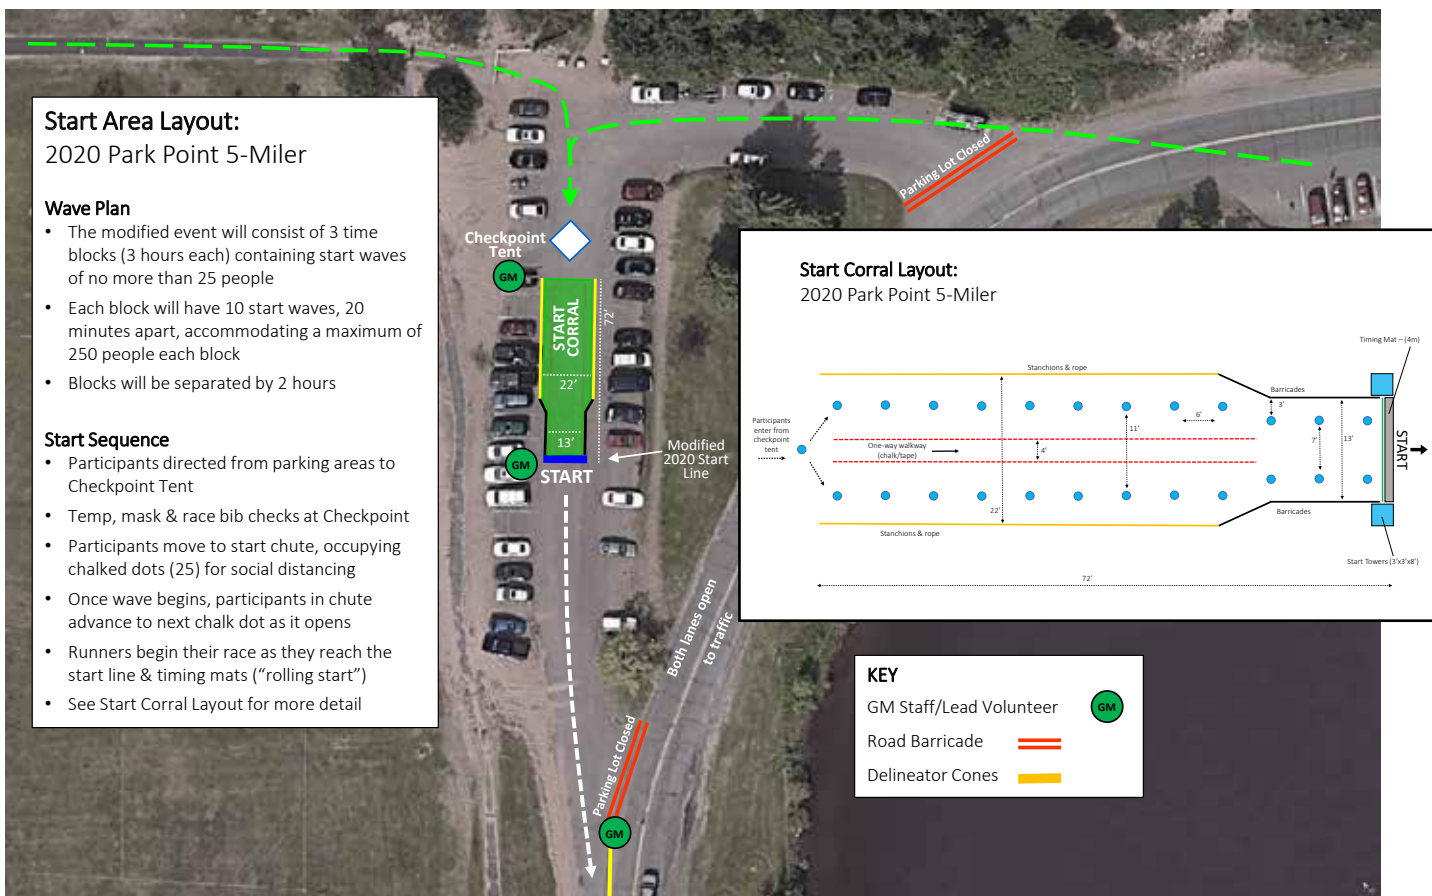 Start Area Layout:
2020 Park Point 5-Miler
Wave Plan
• The modified event will consist of 3 time
blocks (3 hours each) containing start waves
of no more than 25 people
• Each block will have 10 start waves, 20
minutes apart, accommodating a maximum of
250 people each block
• Blocks will be separated by 2 hours
Start Sequence
• Participants directed from parking areas to
Checkpoint Tent
• Temp, mask & race bib checks at Checkpoint
• Participants move to start chute, occupying
chalked dots (25) for social distancing
• Once wave begins, participants in chute
advance to next chalk dot as it opens
• Runners begin their race as they reach the
start line & timing mats (“rolling start”)
• See Start Corral Layout for more detail
Parking Lot Closed
Checkpoint
Tent
GM
START
CORRAL
72'
22'
13'
GM
START
Modified
2020 Start
Line
Both lanes open
to traffic
Parking Lot Closed
GM
Start Corral Layout:
2020 Park Point 5-Miler
Timing Mat – (4m)
Stanchions & rope
Barricades
3'
6'
Participants
enter from
checkpoint
tent
One-way walkway
(chalk/tape)
4'
11'
7'
13'
START
22'
Barricades
Stanchions & rope
Start Towers (3'x3'x8')
72'
KEY
GM Staff/Lead Volunteer
GM
Road Barricade
Delineator Cones